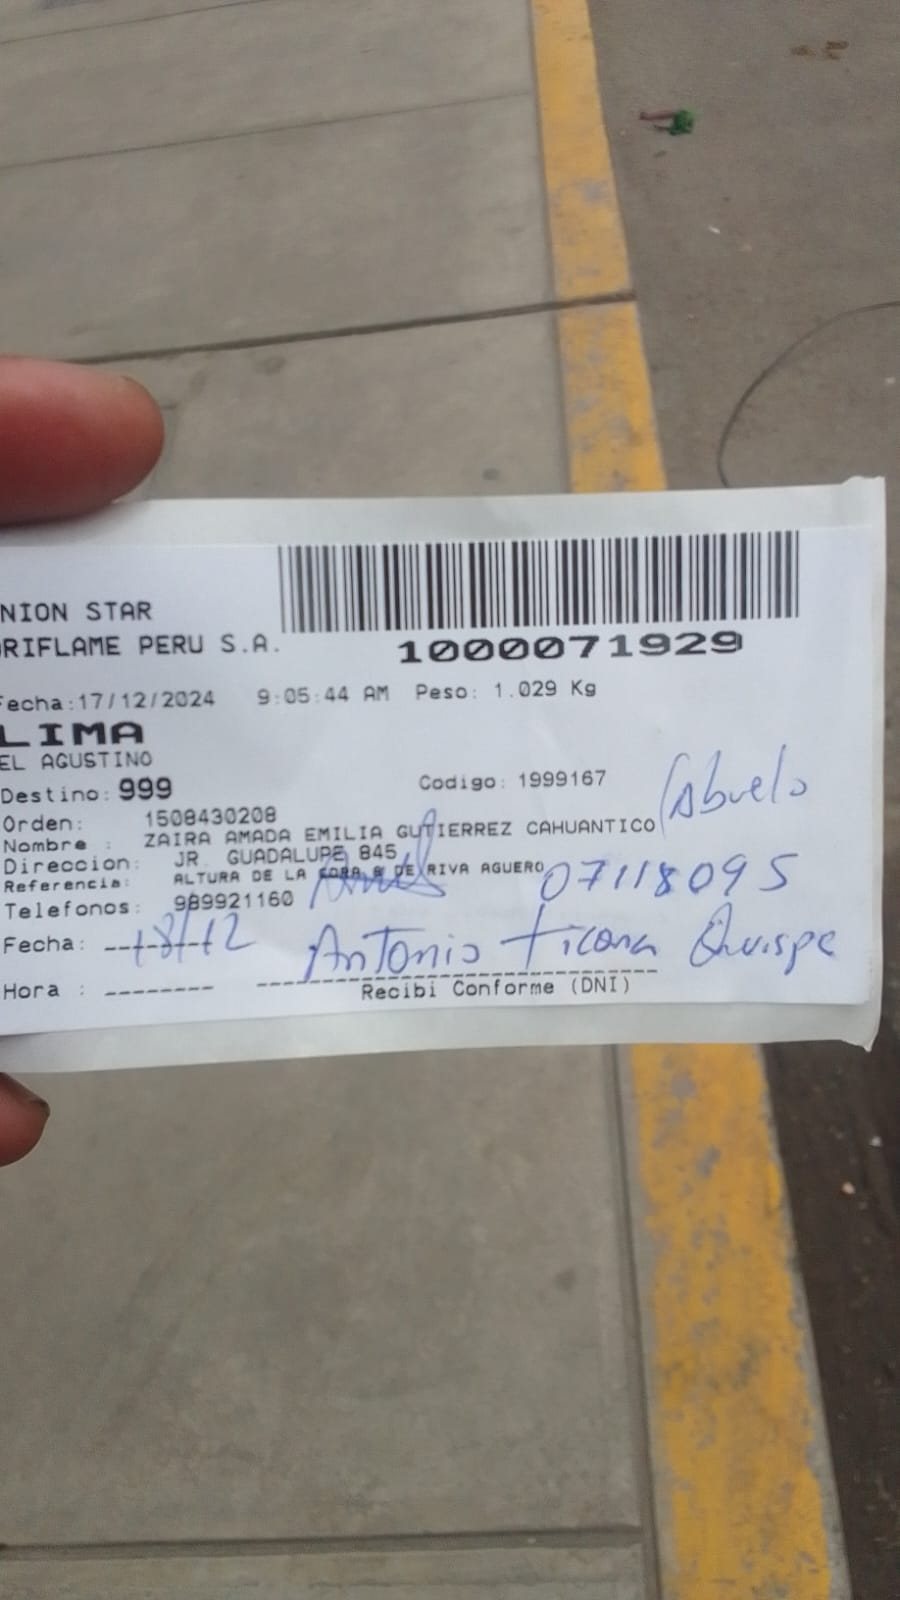 NION STAR
RIFLAME PERU S.A.
1000071929
Fecha:17/12/2024 9:05:44 AM Peso: 1.029 Kg
LIMA
EL AGUSTINO
Destino: 999 Codigo: 1999167
Orden: 1508430208
Nombre : ZAIRA AMADA EMILIA GUTIERREZ CAHUANTICO
Abuelo
Direccion: JR. GUADALUPE 845
Referencia: ALTURA DE LA DE RIVA AGUERO
07118095
Telefonos: 989921160
Fecha: 18/12
Antonio Ticona Quispe
Hora :
Recibi Conforme (DNI)